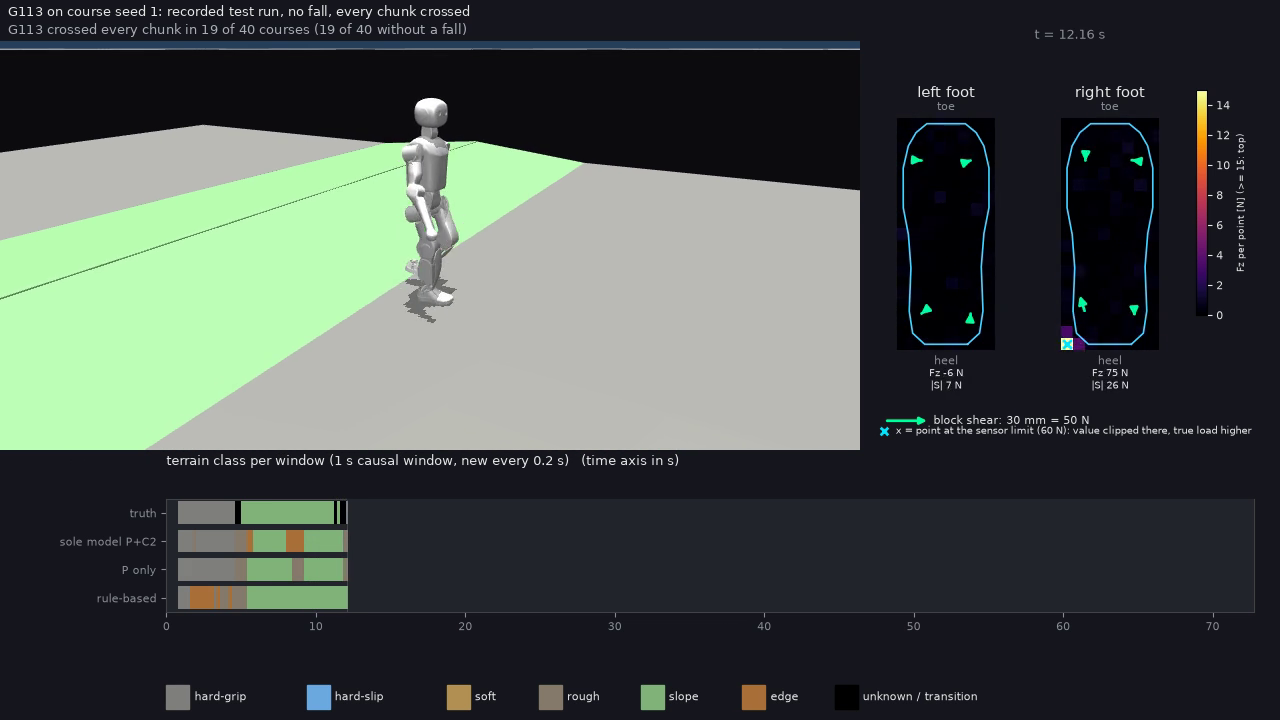 G113 on course seed 1: recorded test run, no fall, every chunk crossed
G113 crossed every chunk in 19 of 40 courses (19 of 40 without a fall)
t = 12.16 s
left foot
right foot
toe
toe
14
12
10
8
6
4
2
0
Fz per point [N] (>= 15: top)
heel
heel
Fz -6 N
Fz 75 N
|S| 7 N
|S| 26 N
block shear: 30 mm = 50 N
x = point at the sensor limit (60 N): value clipped there, true load higher
terrain class per window (1 s causal window, new every 0.2 s)   (time axis in s)
truth
sole model P+C2
P only
rule-based
0 10 20 30 40 50 60 70
hard-grip
hard-slip
soft
rough
slope
edge
unknown / transition